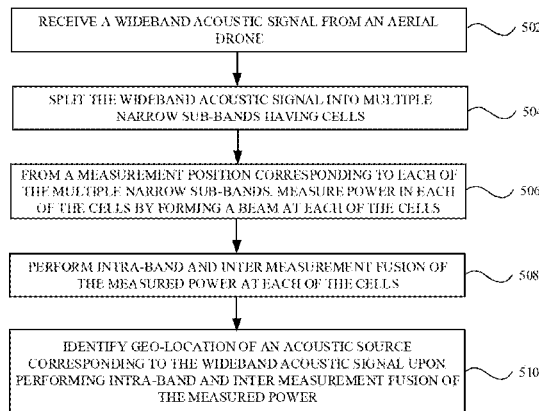 RECEIVE A WIDEBAND ACOUSTIC SIGNAL FROM AN AERIAL
DRONE
502
SPLIT THE WIDEBAND ACOUSTIC SIGNAL INTO MULTIPLE
NARROW SUB-BANDS HAVING CELLS
504
FROM A MEASUREMENT POSITION CORRESPONDING TO EACH OF
THE MULTIPLE NARROW SUB-BANDS, MEASURE POWER IN EACH
OF THE CELLS BY FORMING A BEAM AT EACH OF THE CELLS
506
PERFORM INTRA-BAND AND INTER MEASUREMENT FUSION OF
THE MEASURED POWER AT EACH OF THE CELLS
508
IDENTIFY GEO-LOCATION OF AN ACOUSTIC SOURCE
CORRESPONDING TO THE WIDEBAND ACOUSTIC SIGNAL UPON
PERFORMING INTRA-BAND AND INTER MEASUREMENT FUSION OF
THE MEASURED POWER
510